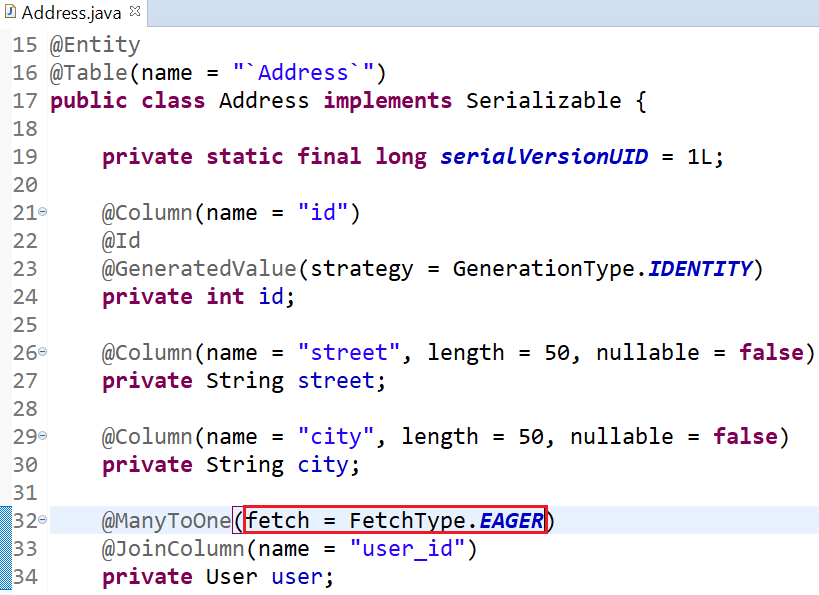 Address.java
15 @Entity
16 @Table(name = "`Address`")
17 public class Address implements Serializable {
18
19     private static final long serialVersionUID = 1L;
20
21     @Column(name = "id")
22     @Id
23     @GeneratedValue(strategy = GenerationType.IDENTITY)
24     private int id;
25
26     @Column(name = "street", length = 50, nullable = false)
27     private String street;
28
29     @Column(name = "city", length = 50, nullable = false)
30     private String city;
31
32     @ManyToOne(fetch = FetchType.EAGER)
33     @JoinColumn(name = "user_id")
34     private User user;